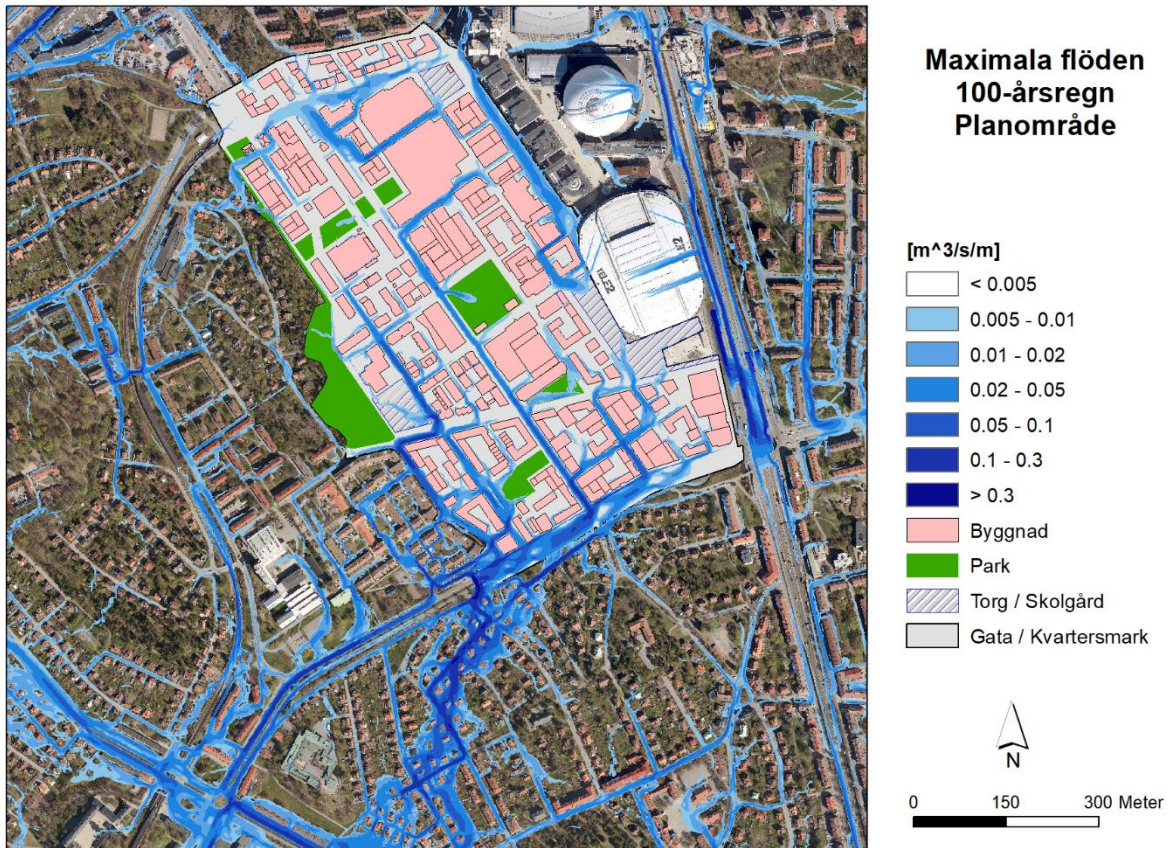 Maximala flöden
100-årsregn
Planområde
[m^3/s/m]
< 0.005
0.005 - 0.01
0.01 - 0.02
0.02 - 0.05
0.05 - 0.1
0.1 - 0.3
> 0.3
Byggnad
Park
Torg / Skolgård
Gata / Kvartersmark
N
0 150 300 Meter
TELE2